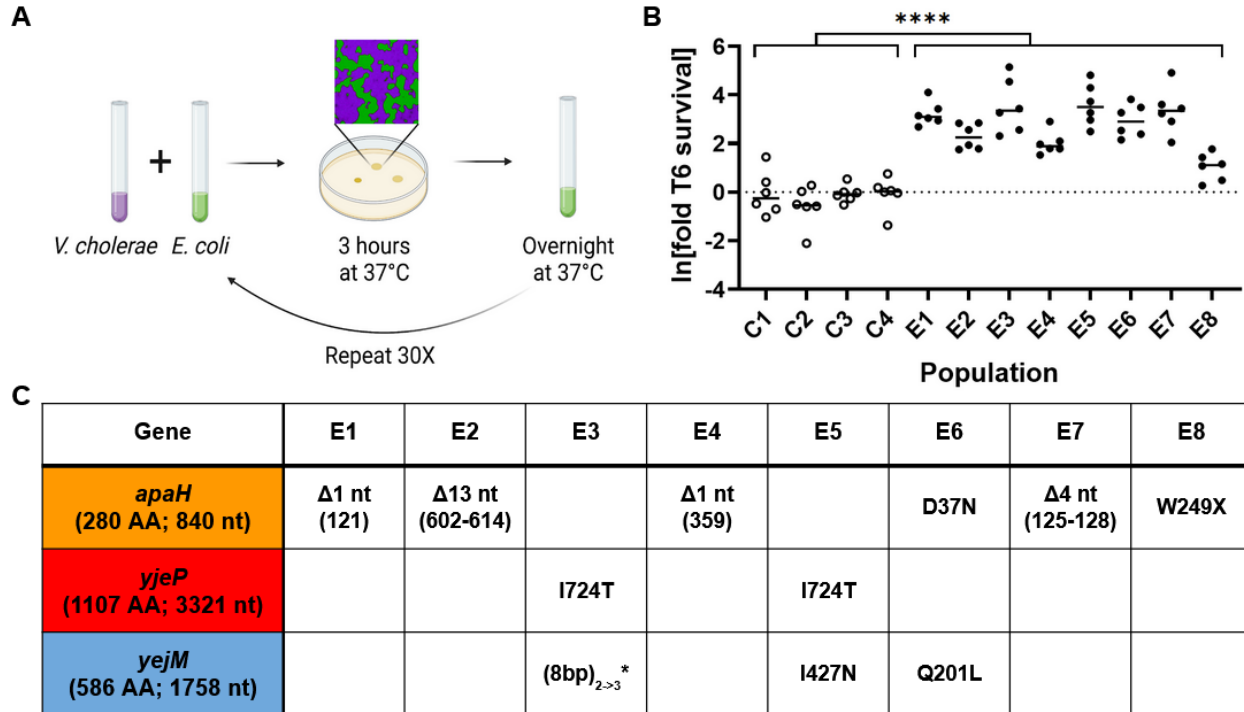 A
V. cholerae + E. coli
3 hours
at 37°C
Overnight
at 37°C
Repeat 30X
B
****
ln[fold T6 survival]
6
4
2
0
-2
-4
C1 C2 C3 C4 E1 E2 E3 E4 E5 E6 E7 E8
Population
C
Gene E1 E2 E3 E4 E5 E6 E7 E8
apaH
(280 AA; 840 nt)
Δ1 nt
(121)
Δ13 nt
(602-614)
Δ1 nt
(359)
D37N
Δ4 nt
(125-128)
W249X
yjeP
(1107 AA; 3321 nt)
I724T
I724T
yejM
(586 AA; 1758 nt)
(8bp)2->3*
I427N
Q201L